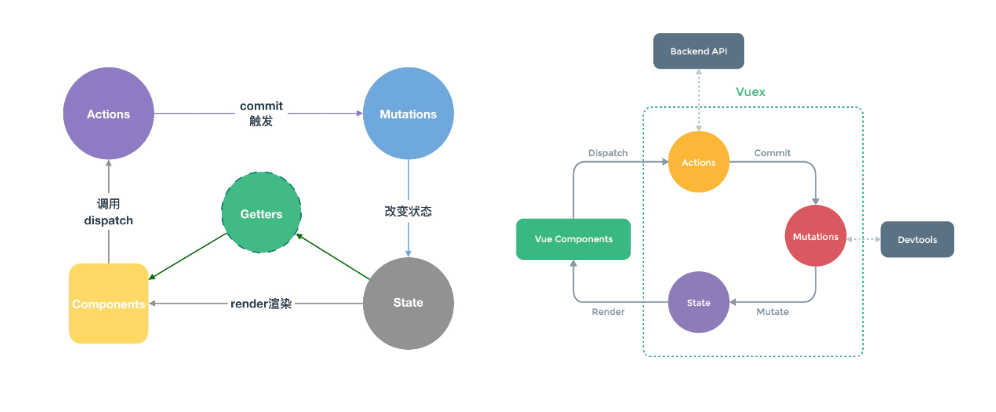 Actions
commit
触发
Mutations
Getters
调用
dispatch
改变状态
Components
render渲染
State
Backend API
Vuex
Dispatch
Actions
Commit
Vue Components
Mutations
Devtools
State
Render
Mutate